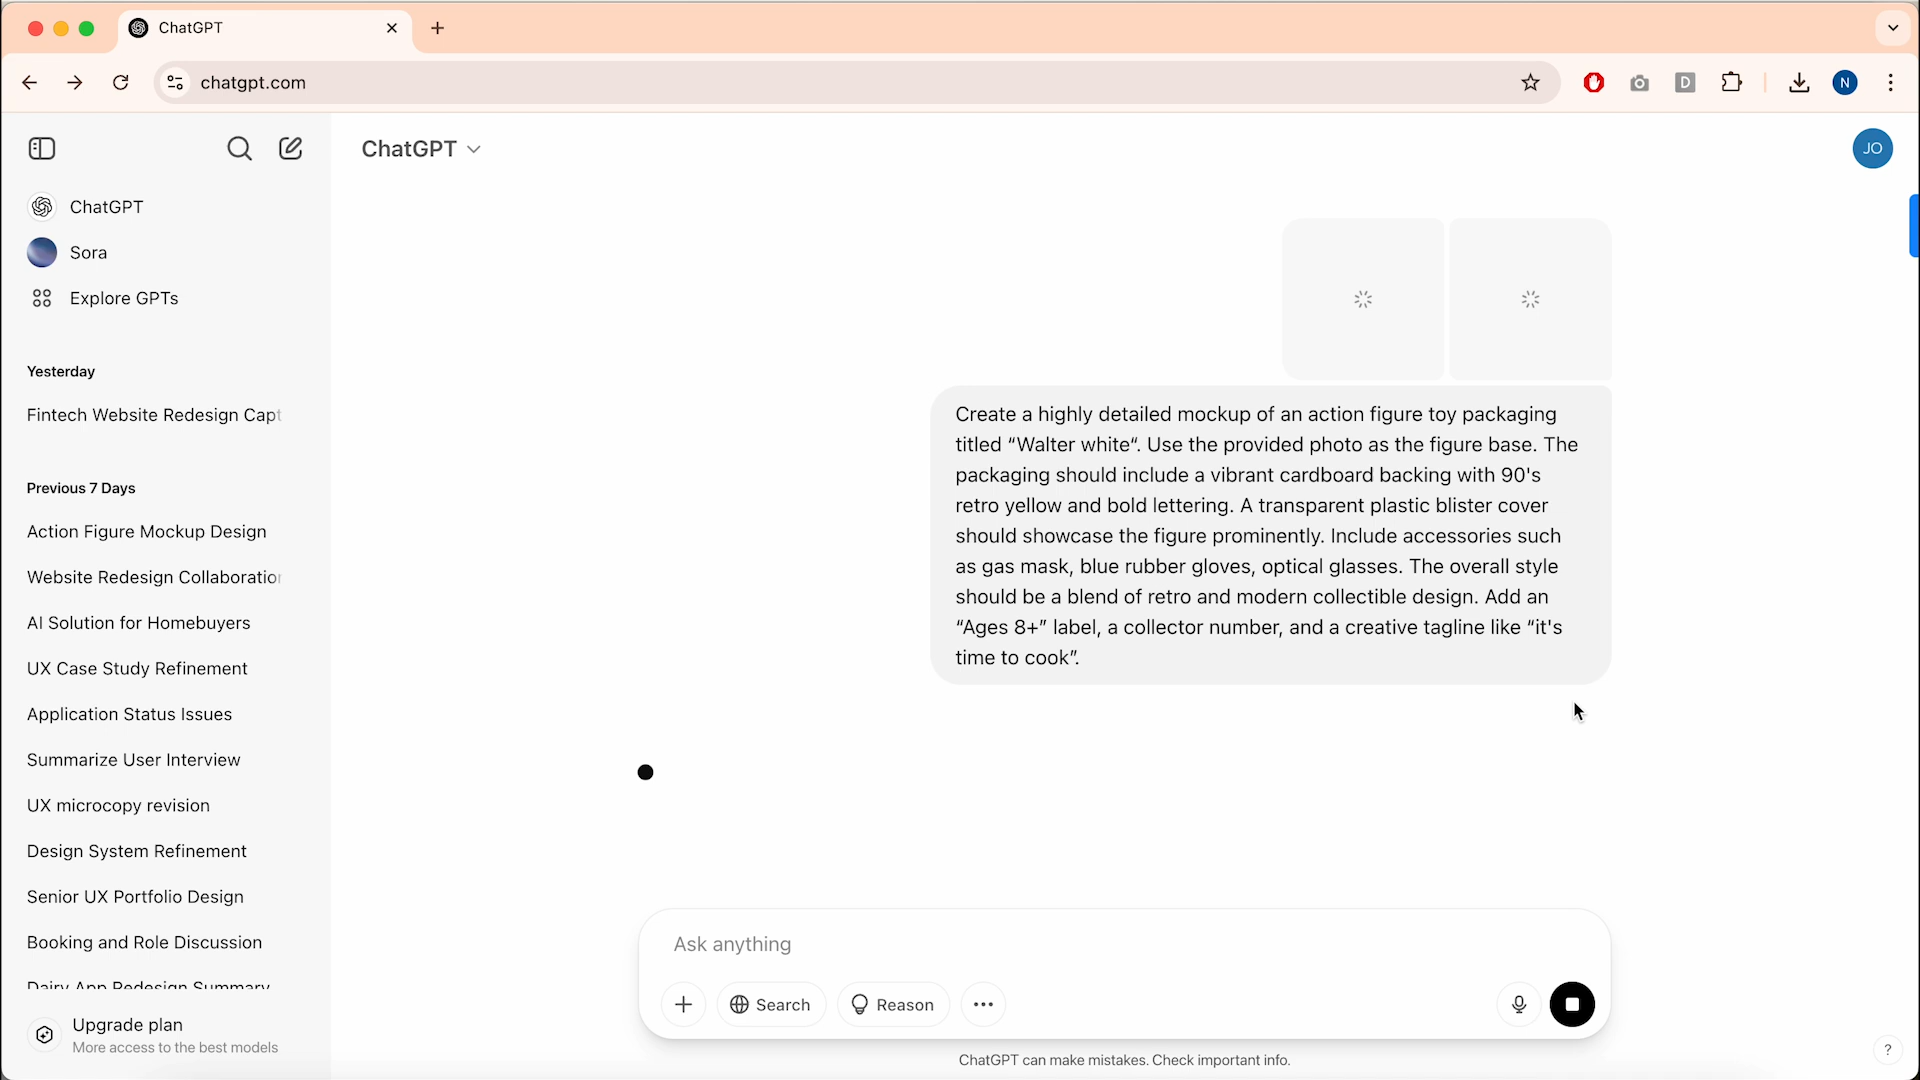 ChatGPT
chatgpt.com
D
N
ChatGPT
JO
ChatGPT
Sora
Explore GPTs
Yesterday
Fintech Website Redesign Capt
Previous 7 Days
Action Figure Mockup Design
Website Redesign Collaboration
AI Solution for Homebuyers
UX Case Study Refinement
Application Status Issues
Summarize User Interview
UX microcopy revision
Design System Refinement
Senior UX Portfolio Design
Booking and Role Discussion
Dairy App Redesign Summary
Upgrade plan
More access to the best models
Create a highly detailed mockup of an action figure toy packaging
titled “Walter white“. Use the provided photo as the figure base. The
packaging should include a vibrant cardboard backing with 90's
retro yellow and bold lettering. A transparent plastic blister cover
should showcase the figure prominently. Include accessories such
as gas mask, blue rubber gloves, optical glasses. The overall style
should be a blend of retro and modern collectible design. Add an
“Ages 8+” label, a collector number, and a creative tagline like “it's
time to cook”.
Ask anything
Search
Reason
ChatGPT can make mistakes. Check important info.
?